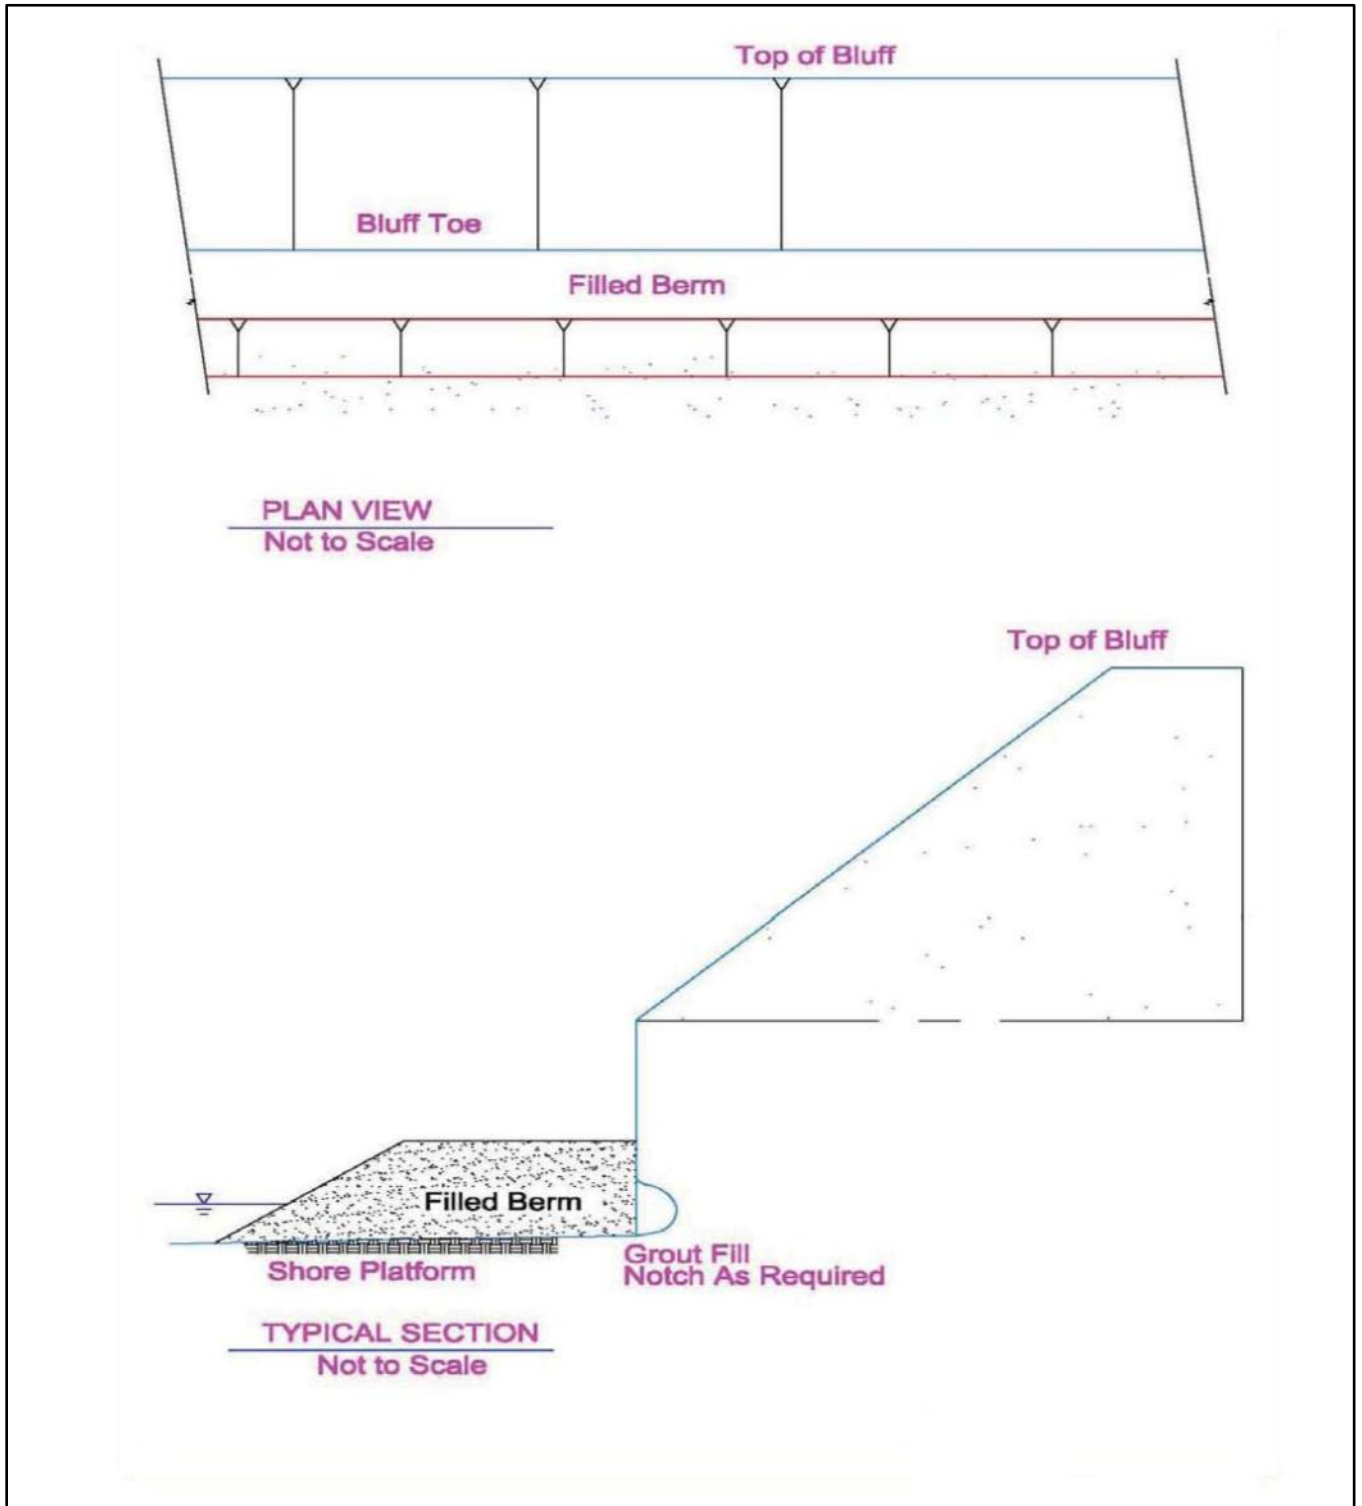 Top of Bluff
Bluff Toe
Filled Berm
PLAN VIEW
Not to Scale
Top of Bluff
Filled Berm
Grout Fill
Notch As Required
Shore Platform
TYPICAL SECTION
Not to Scale